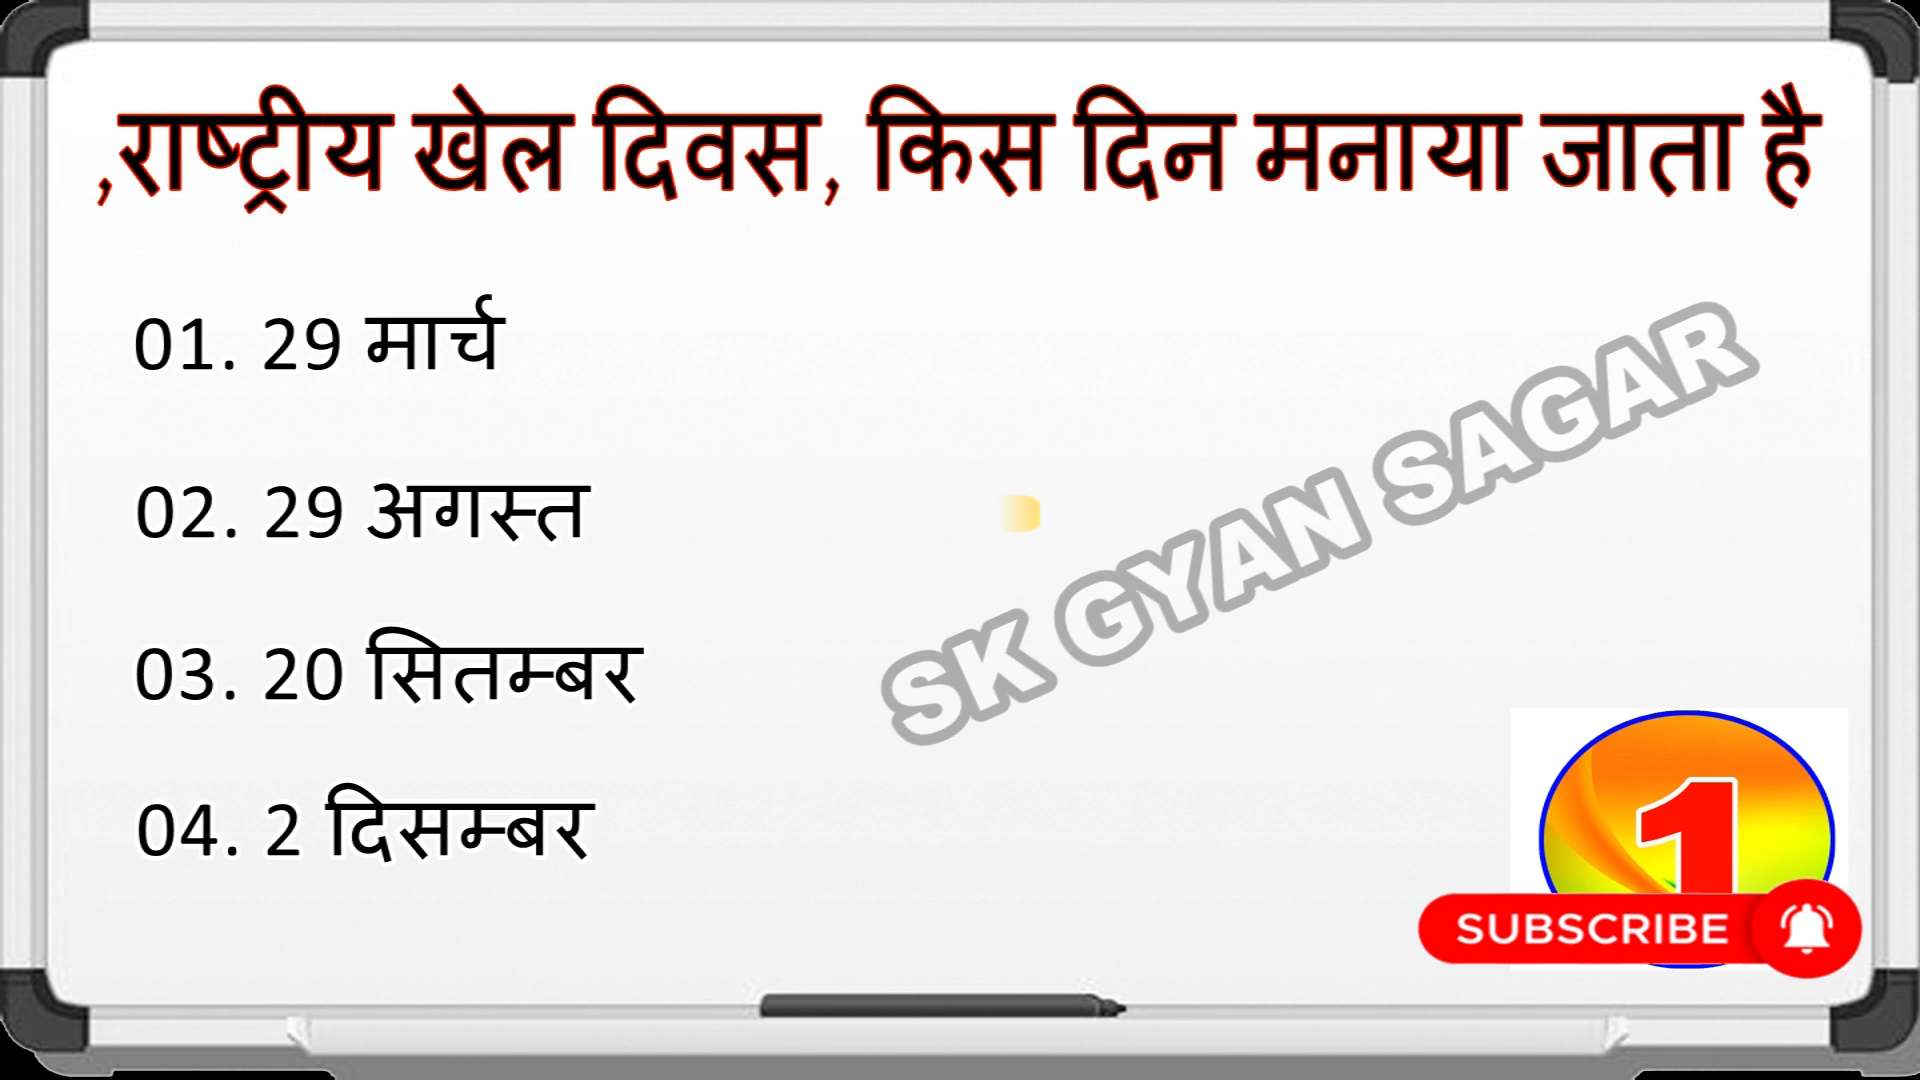 ,राष्ट्रीय खेल दिवस, किस दिन मनाया जाता है
01. 29 मार्च
02. 29 अगस्त
03. 20 सितम्बर
04. 2 दिसम्बर
SK GYAN SAGAR
1
SUBSCRIBE